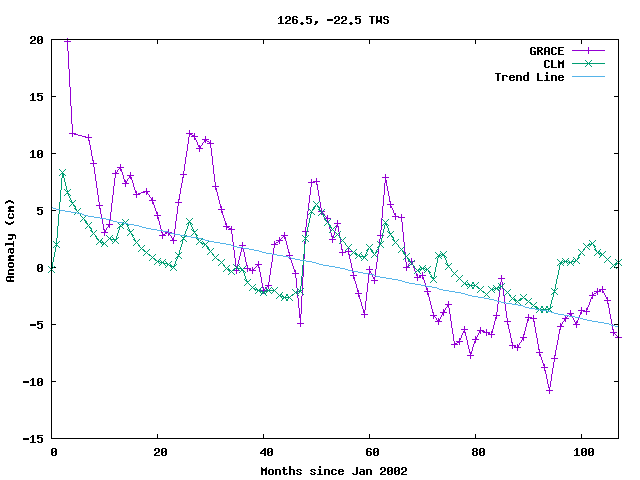 126.5, -22.5 TWS
GRACE
CLM
Trend Line
20
15
10
5
0
-5
-10
-15
Anomaly (cm)
0 20 40 60 80 100
Months since Jan 2002